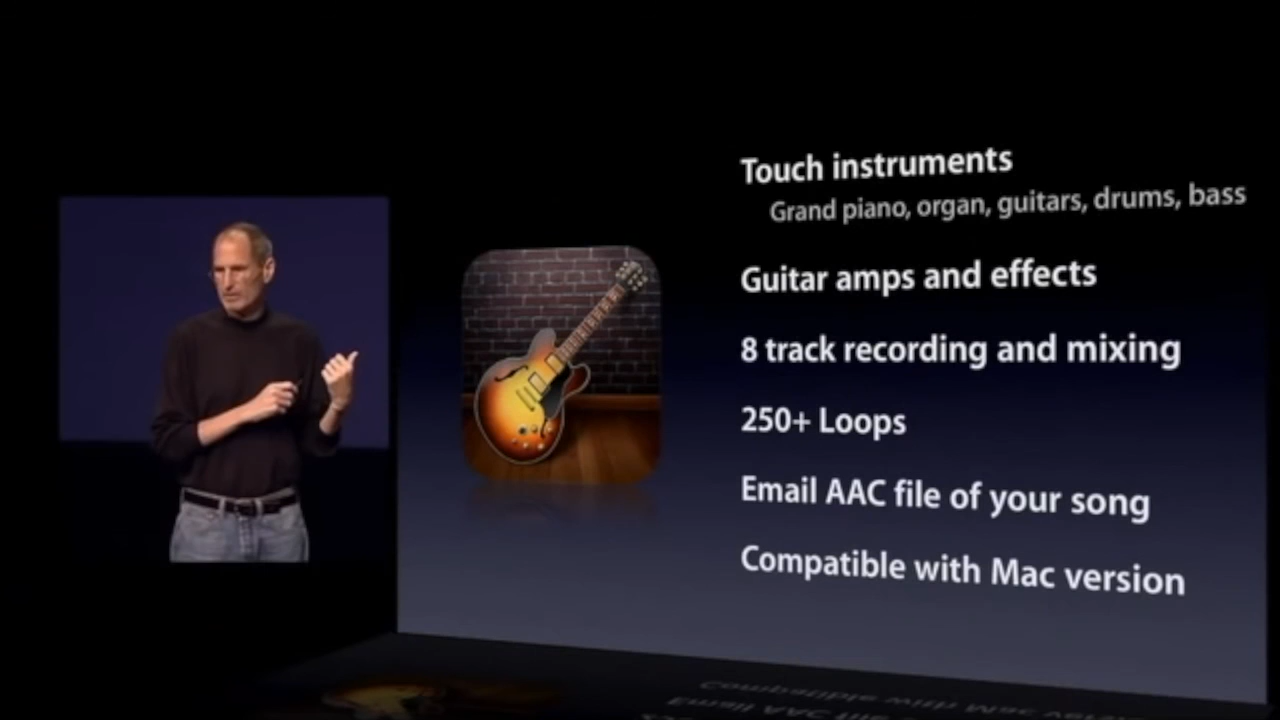 Touch instruments
Grand piano, organ, guitars, drums, bass
Guitar amps and effects
8 track recording and mixing
250+ Loops
Email AAC file of your song
Compatible with Mac version